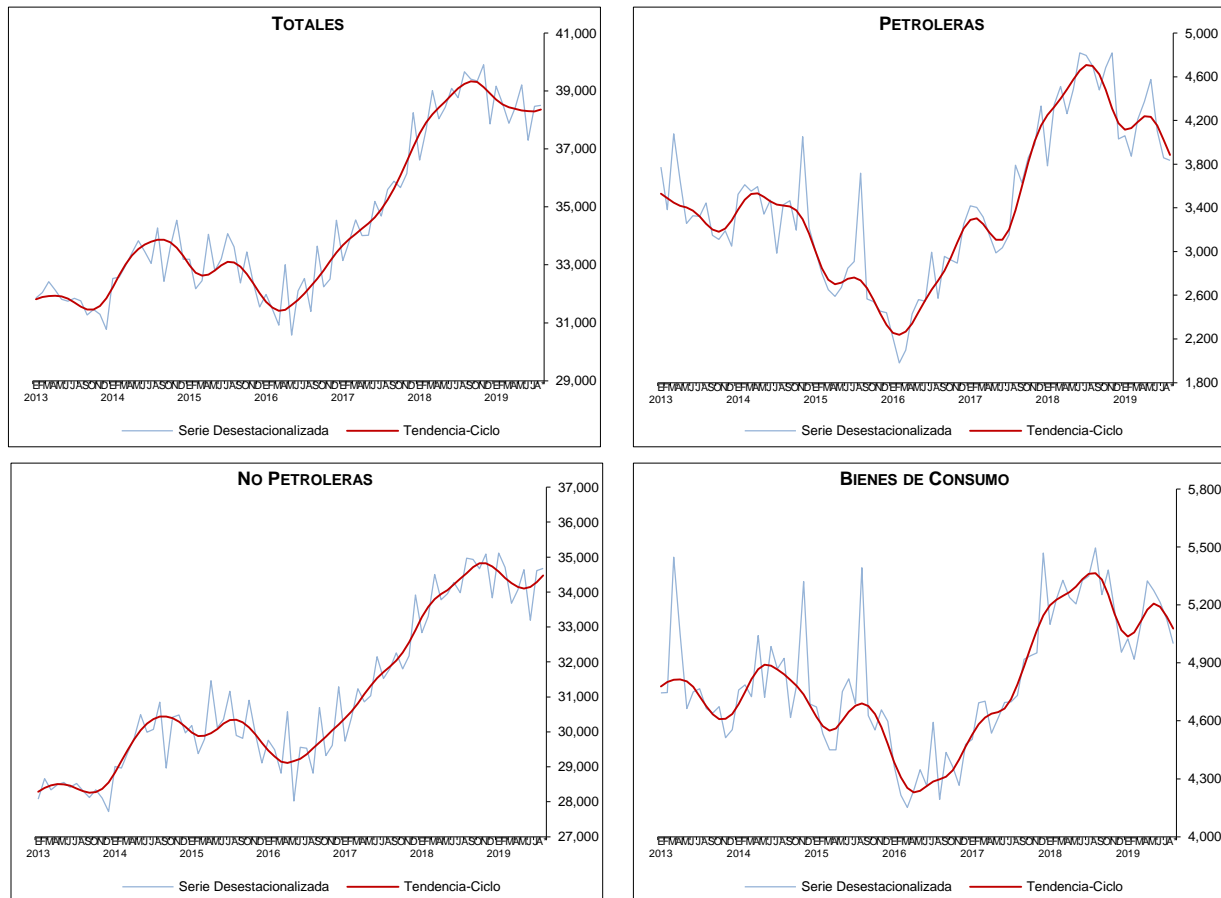 TOTALES
41,000
39,000
37,000
35,000
33,000
31,000
29,000
2013 2014 2015 2016 2017 2018 2019
Serie Desestacionalizada Tendencia-Ciclo
PETROLERAS
5,000
4,600
4,200
3,800
3,400
3,000
2,600
2,200
1,800
2013 2014 2015 2016 2017 2018 2019
Serie Desestacionalizada Tendencia-Ciclo
NO PETROLERAS
37,000
36,000
35,000
34,000
33,000
32,000
31,000
30,000
29,000
28,000
27,000
2013 2014 2015 2016 2017 2018 2019
Serie Desestacionalizada Tendencia-Ciclo
BIENES DE CONSUMO
5,800
5,500
5,200
4,900
4,600
4,300
4,000
2013 2014 2015 2016 2017 2018 2019
Serie Desestacionalizada Tendencia-Ciclo